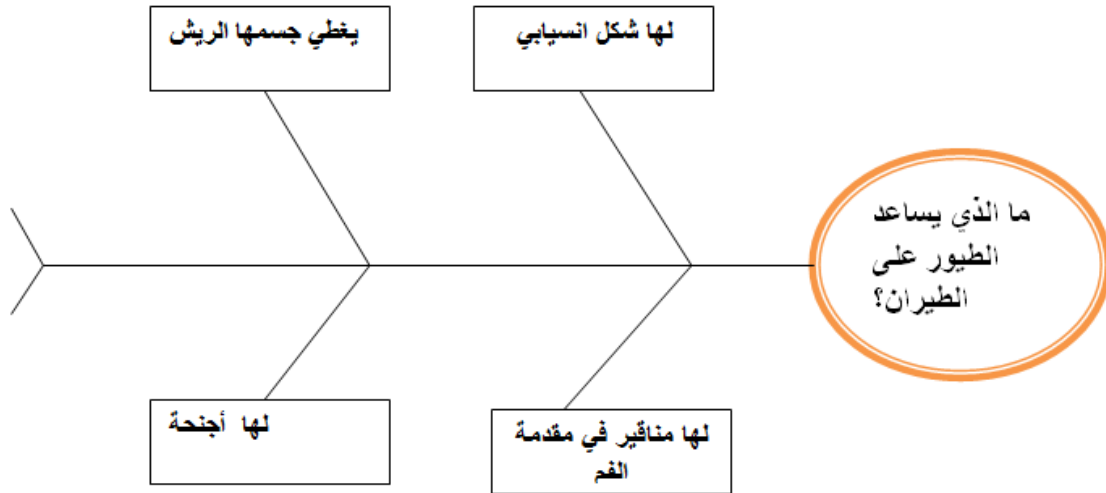 لها شكل انسيابي
يغطي جسمها الريش
ما الذي يساعد
الطيور على
الطيران؟
لها مناقير في مقدمة
الفم
لها أجنحة